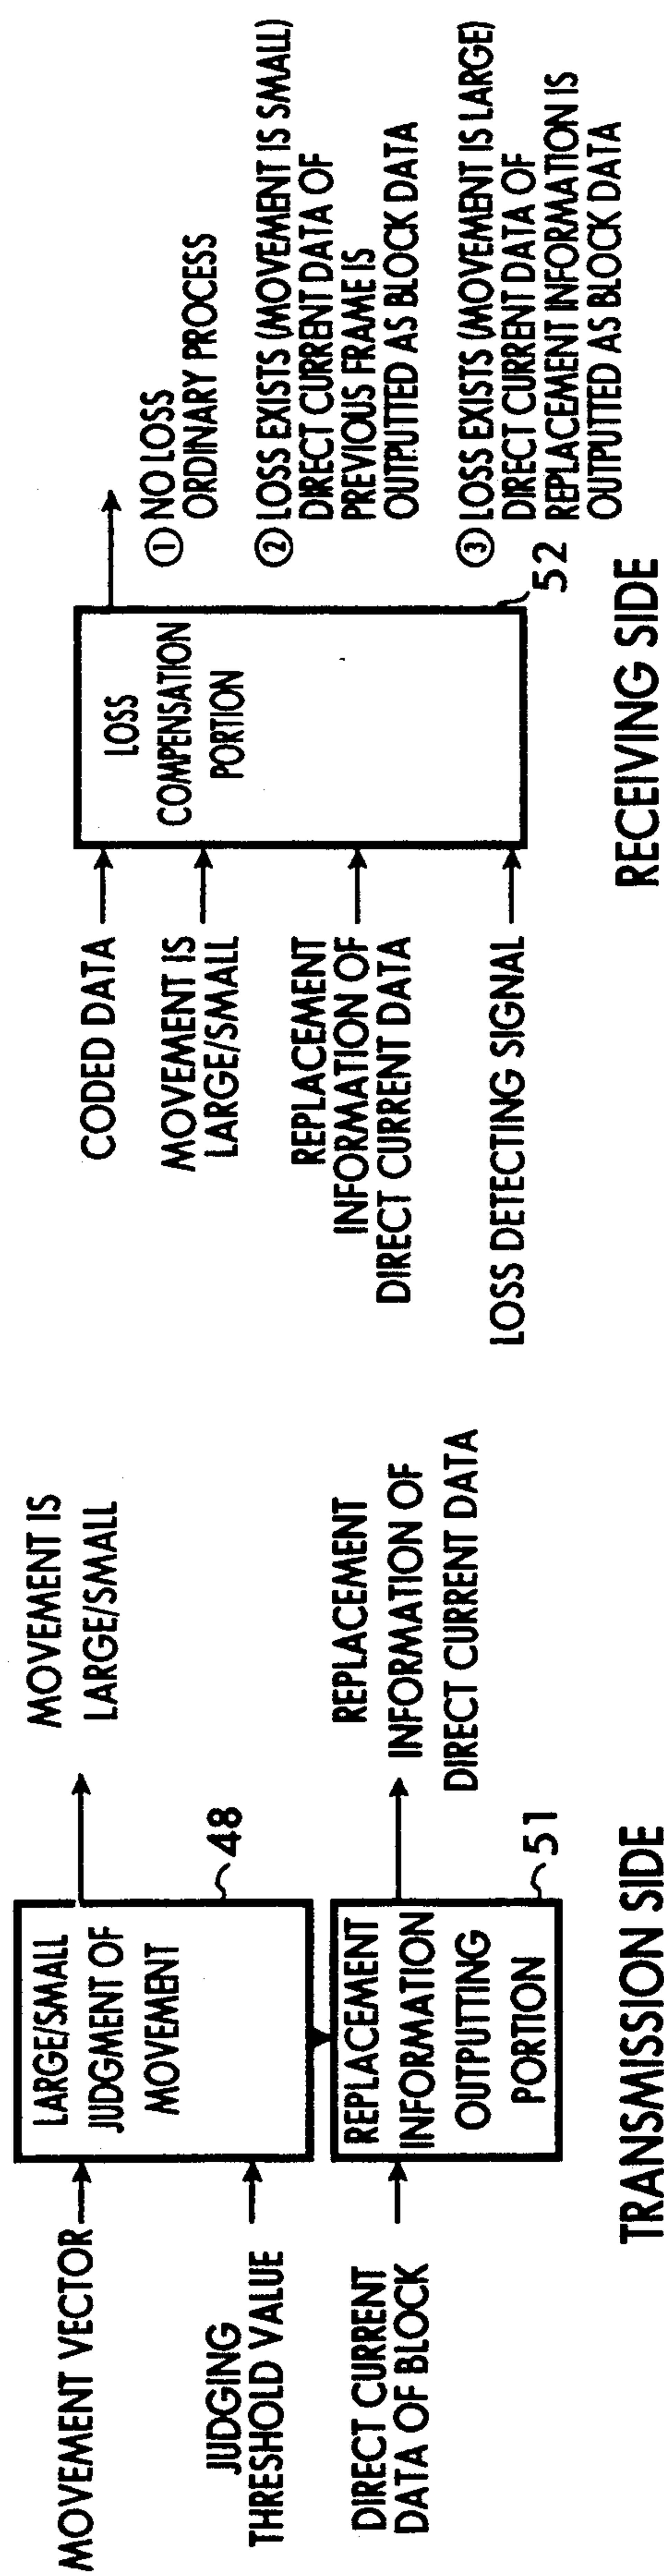 MOVEMENT VECTOR
JUDGING
THRESHOLD VALUE
LARGE/SMALL
JUDGMENT OF
MOVEMENT
48
MOVEMENT IS
LARGE/SMALL
DIRECT CURRENT
DATA OF BLOCK
REPLACEMENT
INFORMATION
OUTPUTTING
PORTION
51
REPLACEMENT
INFORMATION OF
DIRECT CURRENT DATA
TRANSMISSION SIDE
CODED DATA
MOVEMENT IS
LARGE/SMALL
REPLACEMENT
INFORMATION OF
DIRECT CURRENT DATA
LOSS DETECTING SIGNAL
LOSS
COMPENSATION
PORTION
52
① NO LOSS
ORDINARY PROCESS
② LOSS EXISTS (MOVEMENT IS SMALL)
DIRECT CURRENT DATA OF
PREVIOUS FRAME IS
OUTPUTTED AS BLOCK DATA
③ LOSS EXISTS (MOVEMENT IS LARGE)
DIRECT CURRENT DATA OF
REPLACEMENT INFORMATION IS
OUTPUTTED AS BLOCK DATA
RECEIVING SIDE